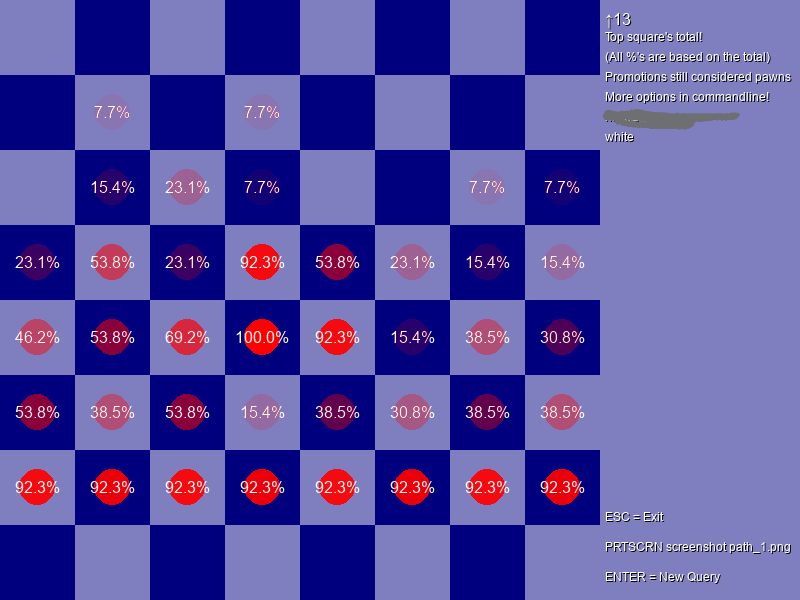 ↑13
Top square's total!
(All %'s are based on the total)
Promotions still considered pawns
More options in commandline!
white
7.7% 7.7%
15.4% 23.1% 7.7% 7.7% 7.7%
23.1% 53.8% 23.1% 92.3% 53.8% 23.1% 15.4% 15.4%
46.2% 53.8% 69.2% 100.0% 92.3% 15.4% 38.5% 30.8%
53.8% 38.5% 53.8% 15.4% 38.5% 30.8% 38.5% 38.5%
92.3% 92.3% 92.3% 92.3% 92.3% 92.3% 92.3% 92.3%
ESC = Exit
PRTSCRN screenshot path_1.png
ENTER = New Query